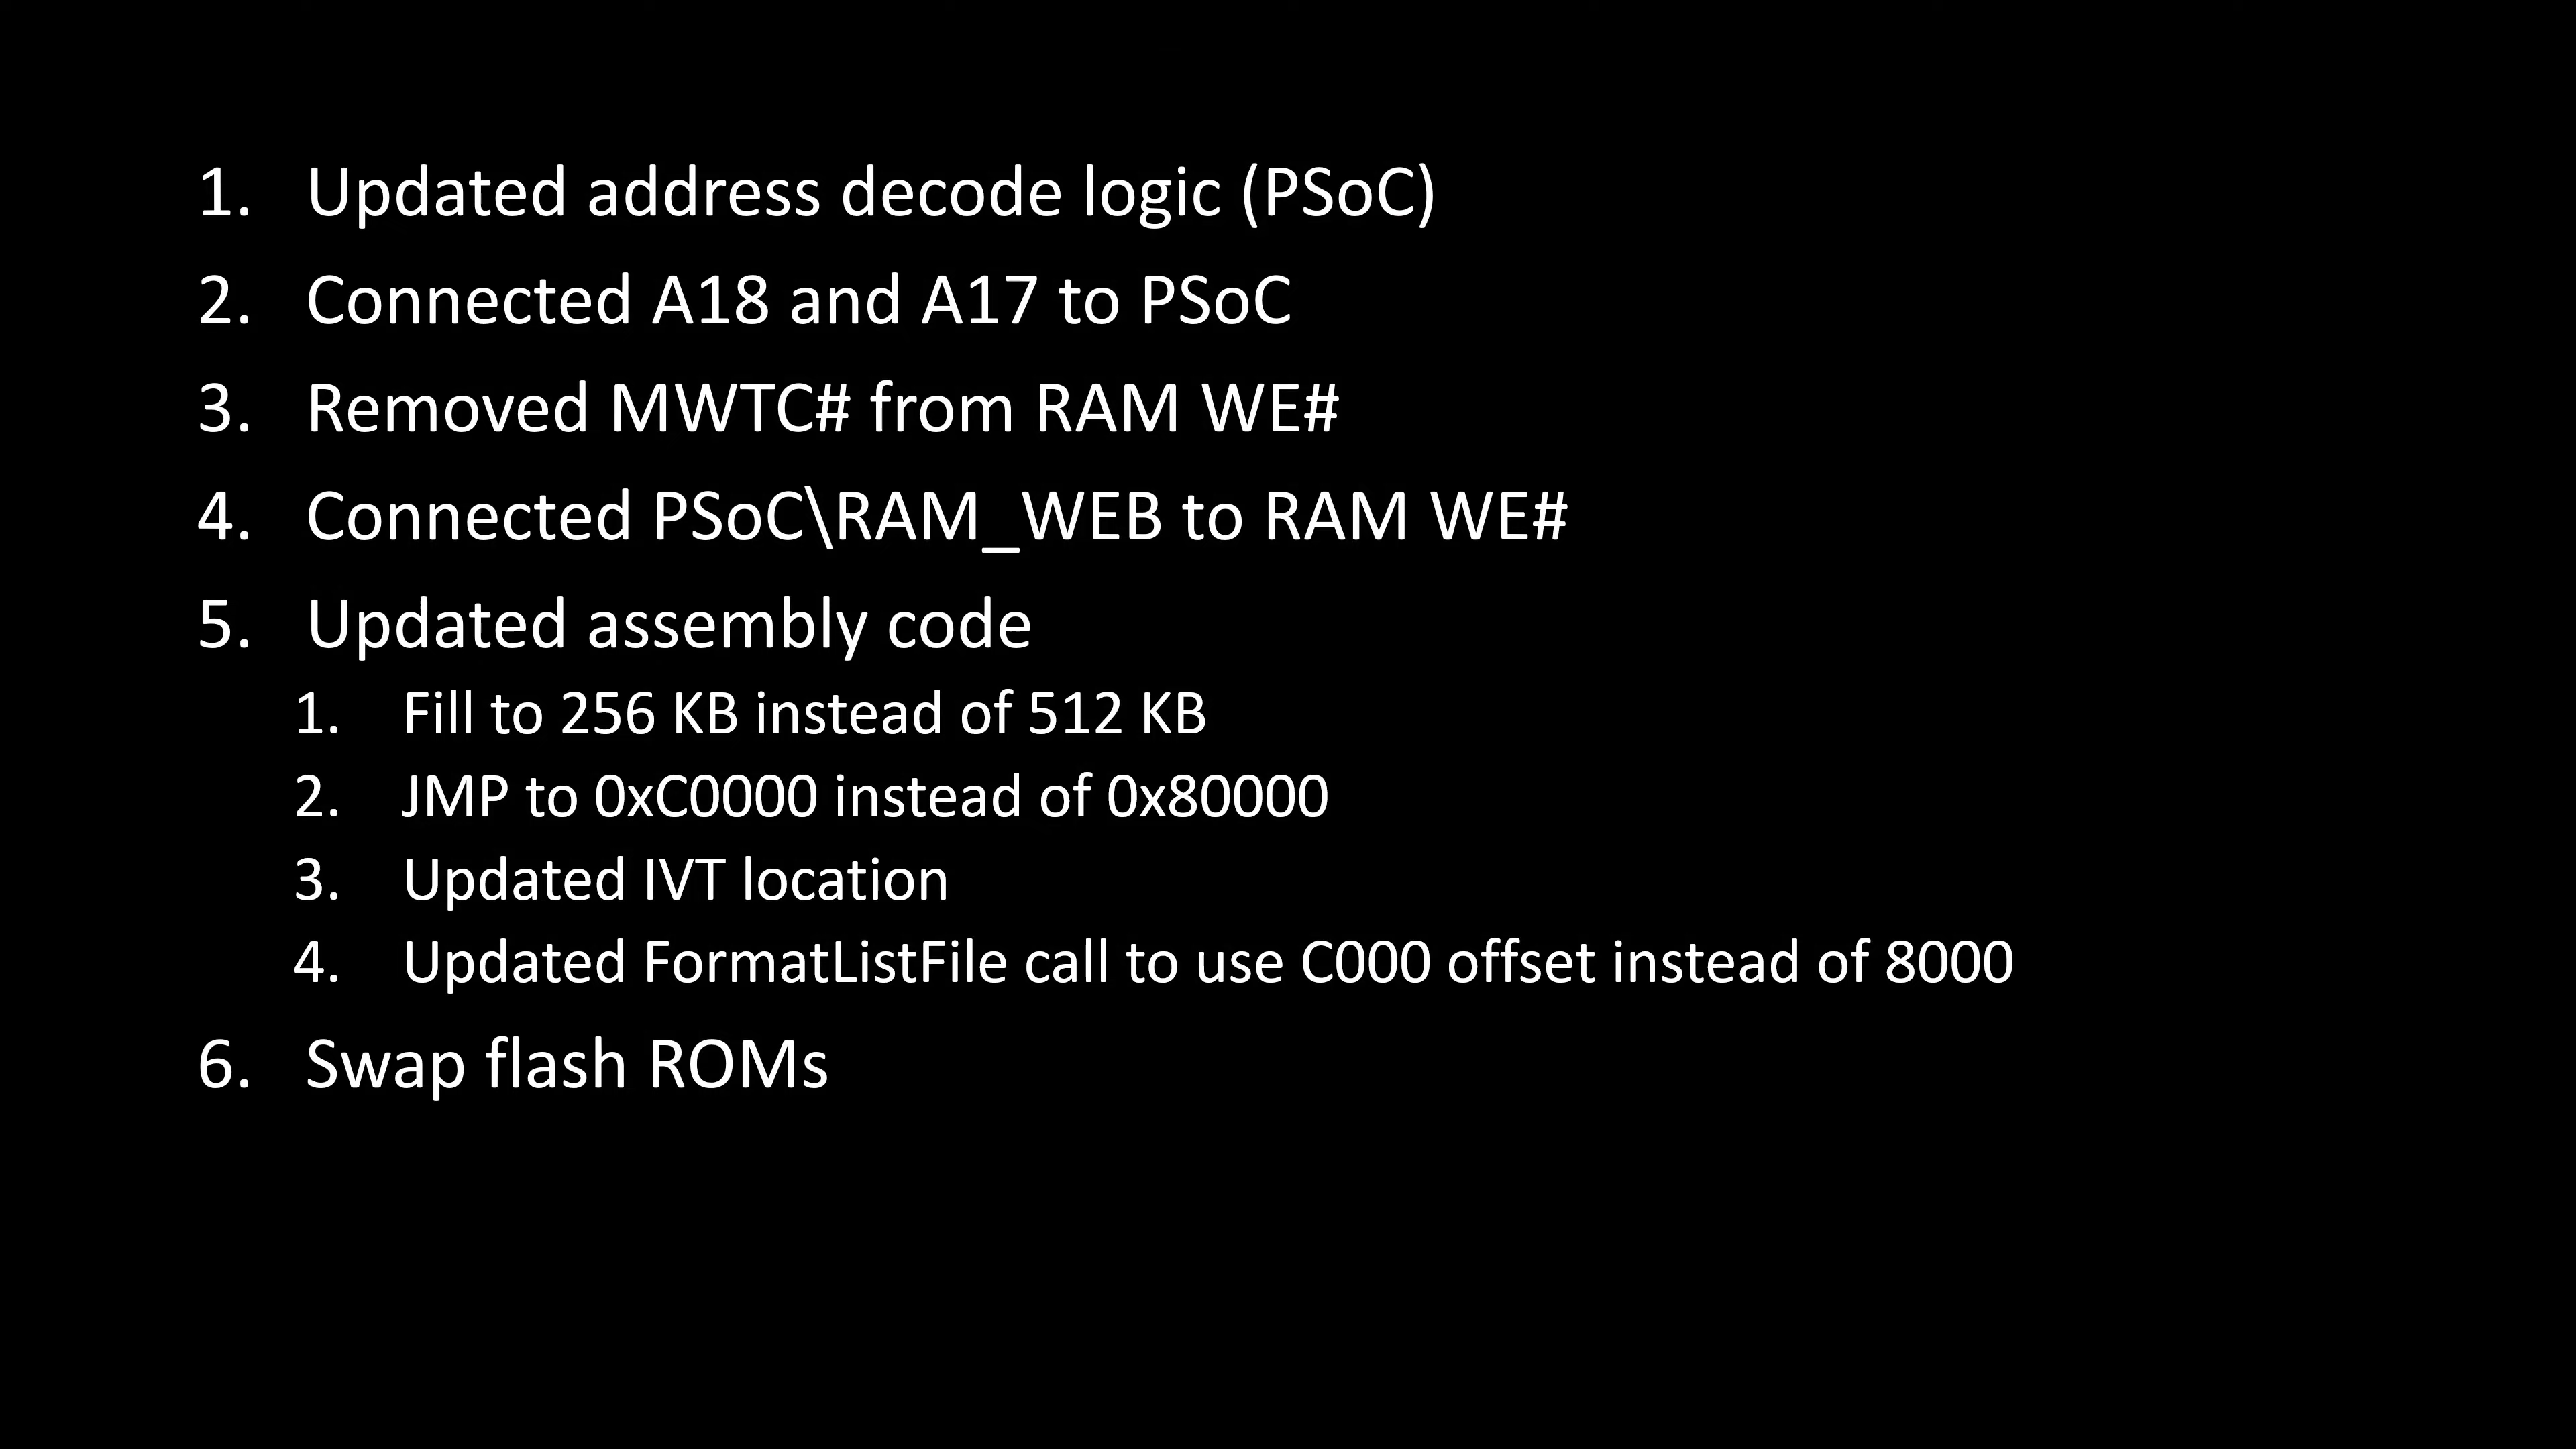 1. Updated address decode logic (PSoC)
2. Connected A18 and A17 to PSoC
3. Removed MWTC# from RAM WE#
4. Connected PSoC\RAM_WEB to RAM WE#
5. Updated assembly code
1. Fill to 256 KB instead of 512 KB
2. JMP to 0xC0000 instead of 0x80000
3. Updated IVT location
4. Updated FormatListFile call to use C000 offset instead of 8000
6. Swap flash ROMs